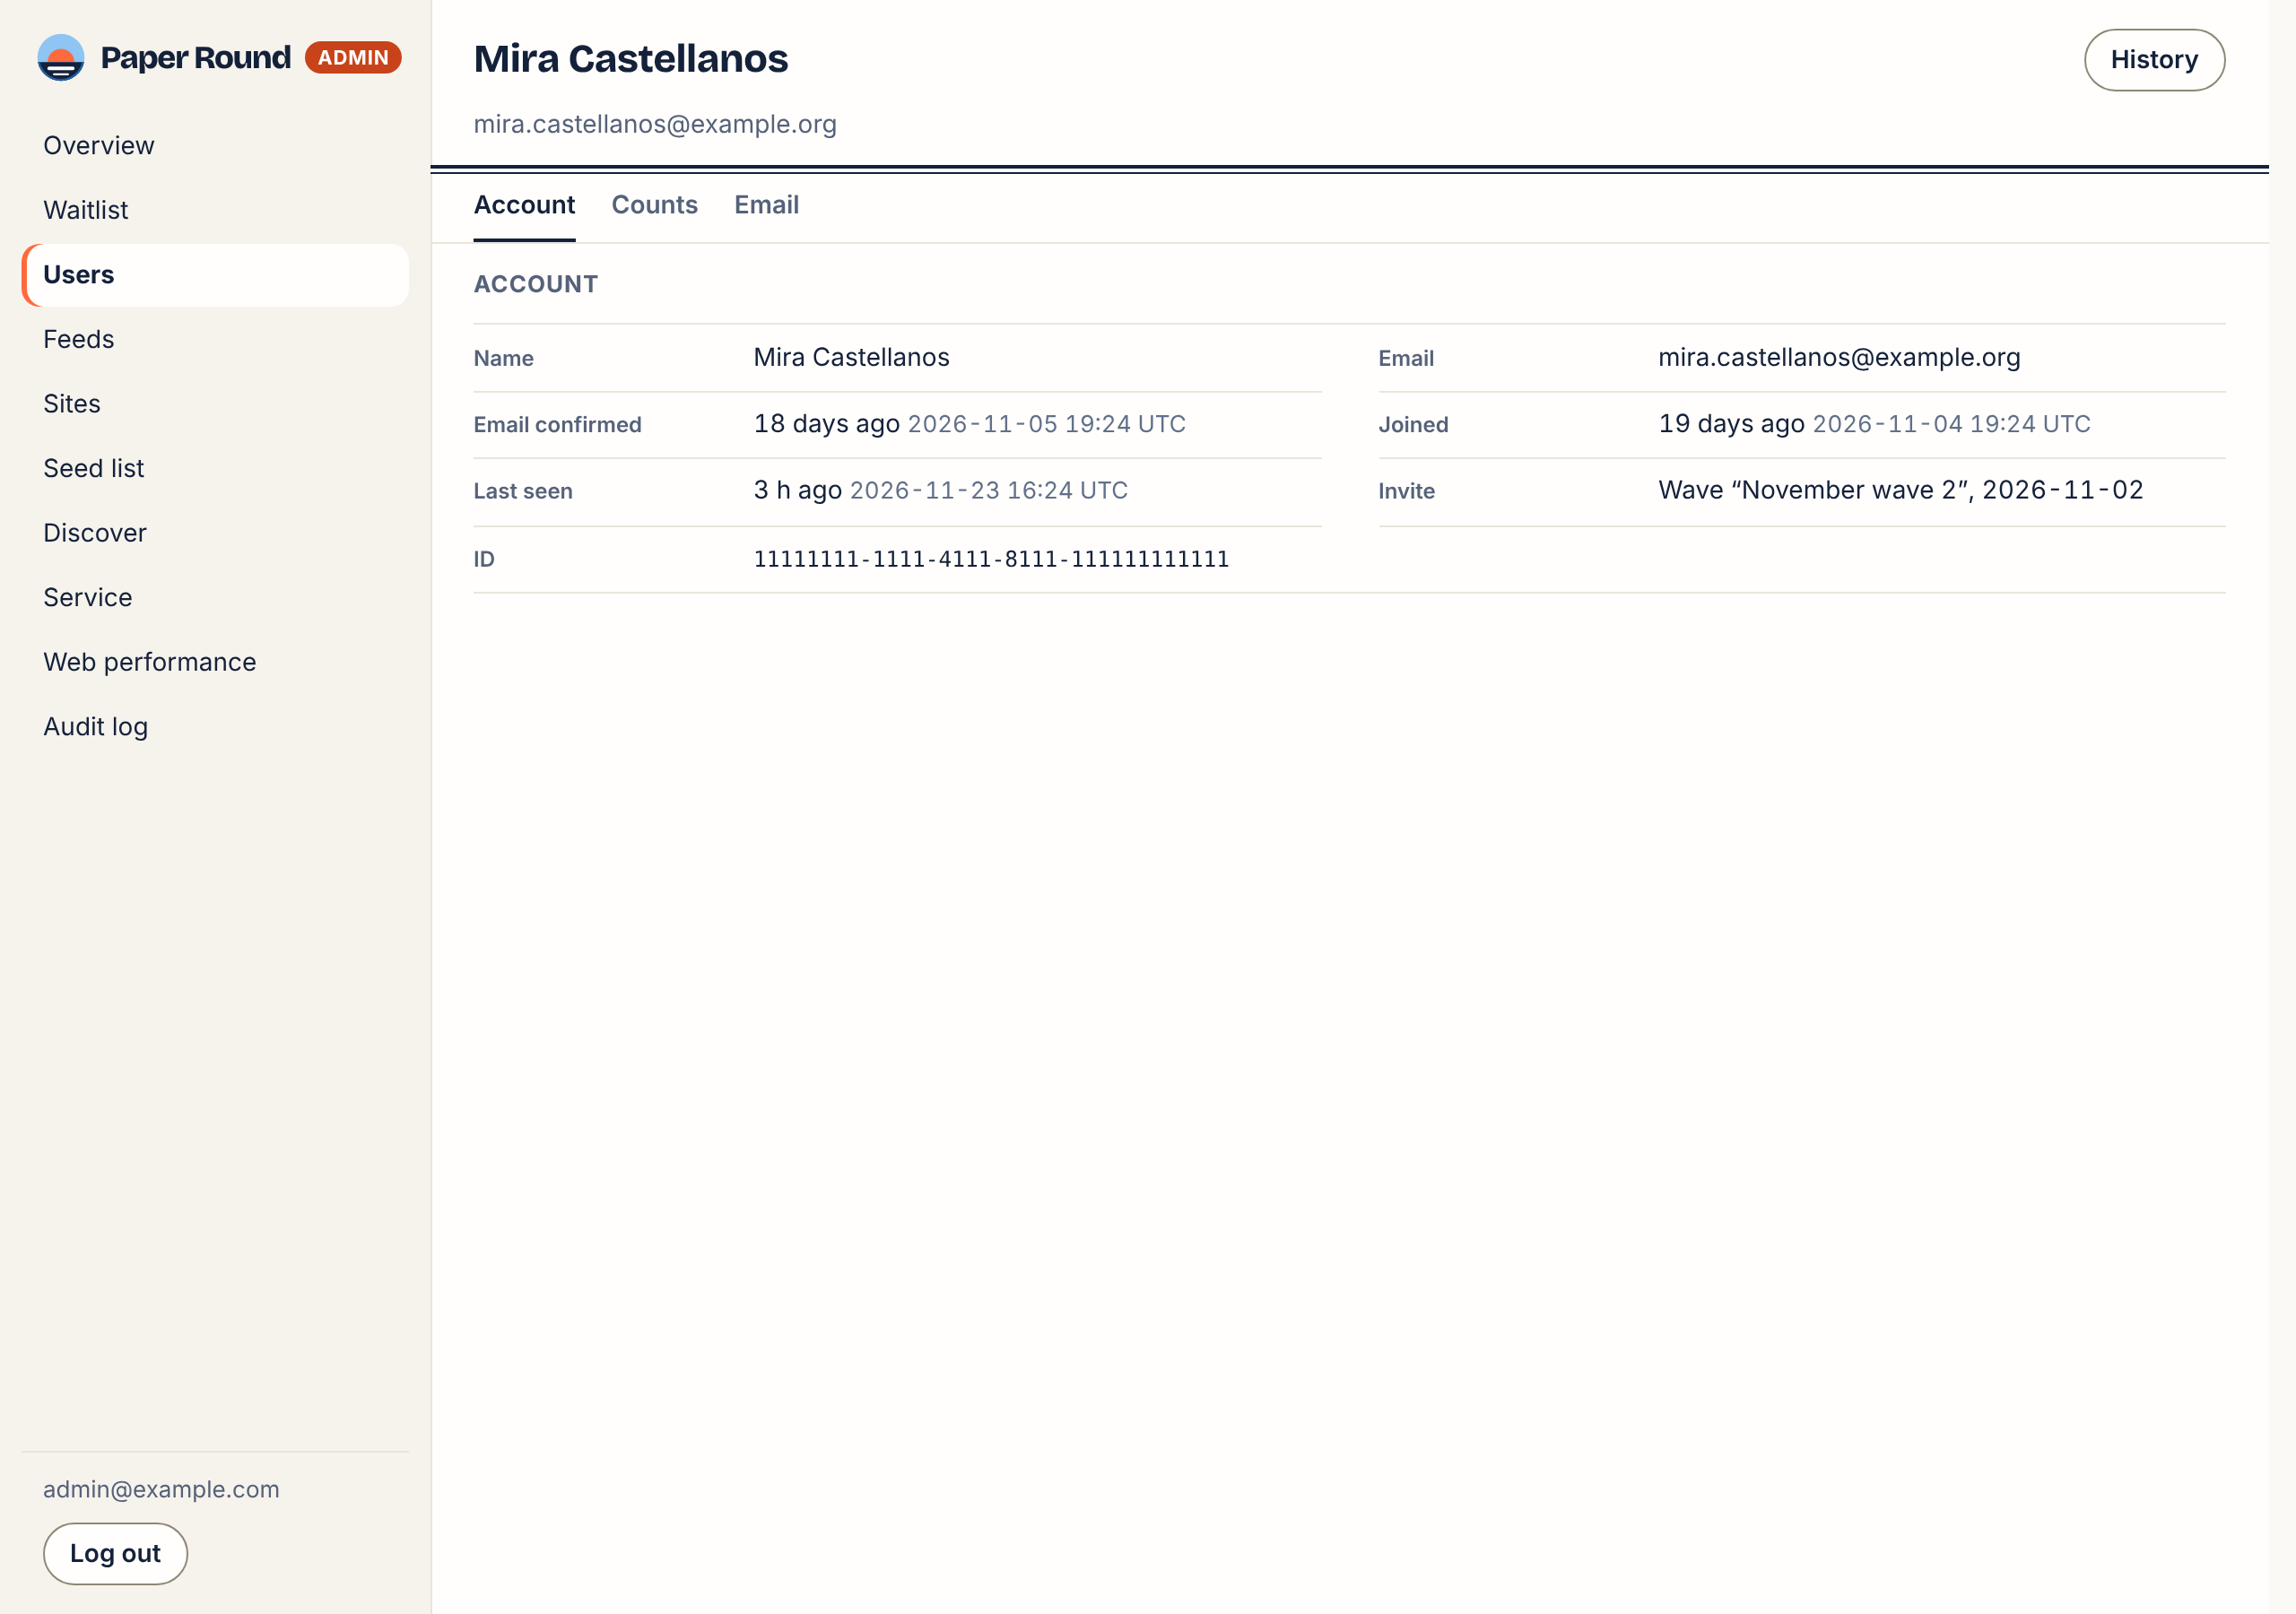 Paper Round ADMIN
Overview
Waitlist
Users
Feeds
Sites
Seed list
Discover
Service
Web performance
Audit log
admin@example.com
Log out
Mira Castellanos
History
mira.castellanos@example.org
Account Counts Email
ACCOUNT
Name Mira Castellanos
Email mira.castellanos@example.org
Email confirmed 18 days ago 2026-11-05 19:24 UTC
Joined 19 days ago 2026-11-04 19:24 UTC
Last seen 3 h ago 2026-11-23 16:24 UTC
Invite Wave “November wave 2”, 2026-11-02
ID 11111111-1111-4111-8111-111111111111